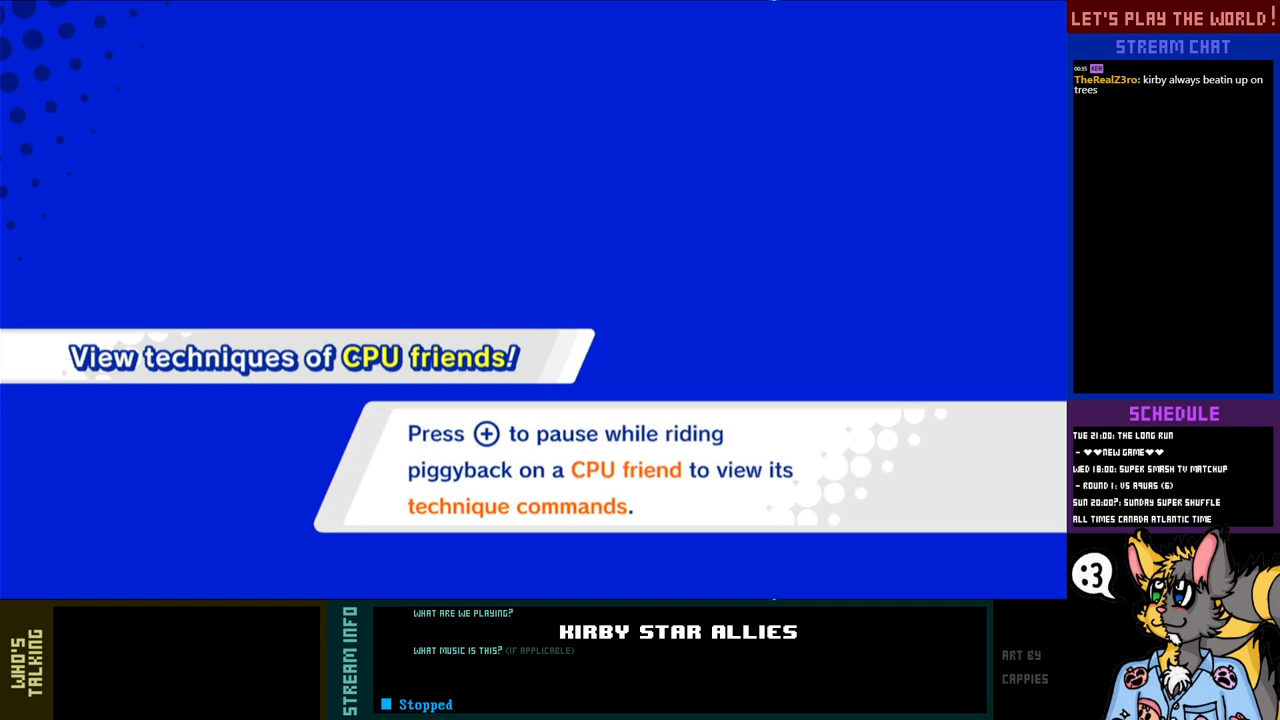 View techniques of CPU friends!
Press + to pause while riding
piggyback on a CPU friend to view its
technique commands.
LET'S PLAY THE WORLD!
STREAM CHAT
00:35 NEW
TheRealZ3ro: kirby always beatin up on
trees
SCHEDULE
TUE 21:00: THE LONG RUN
- ❤❤NEW GAME❤❤
WED 18:00: SUPER SMASH TV MATCHUP
- ROUND 1: VS AQUAS (6)
SUN 20:00?: SUNDAY SUPER SHUFFLE
ALL TIMES CANADA ATLANTIC TIME
:3
WHO'S
TALKING
STREAM INFO
WHAT ARE WE PLAYING?
KIRBY STAR ALLIES
WHAT MUSIC IS THIS? (IF APPLICABLE)
Stopped
ART BY
CAPPIES